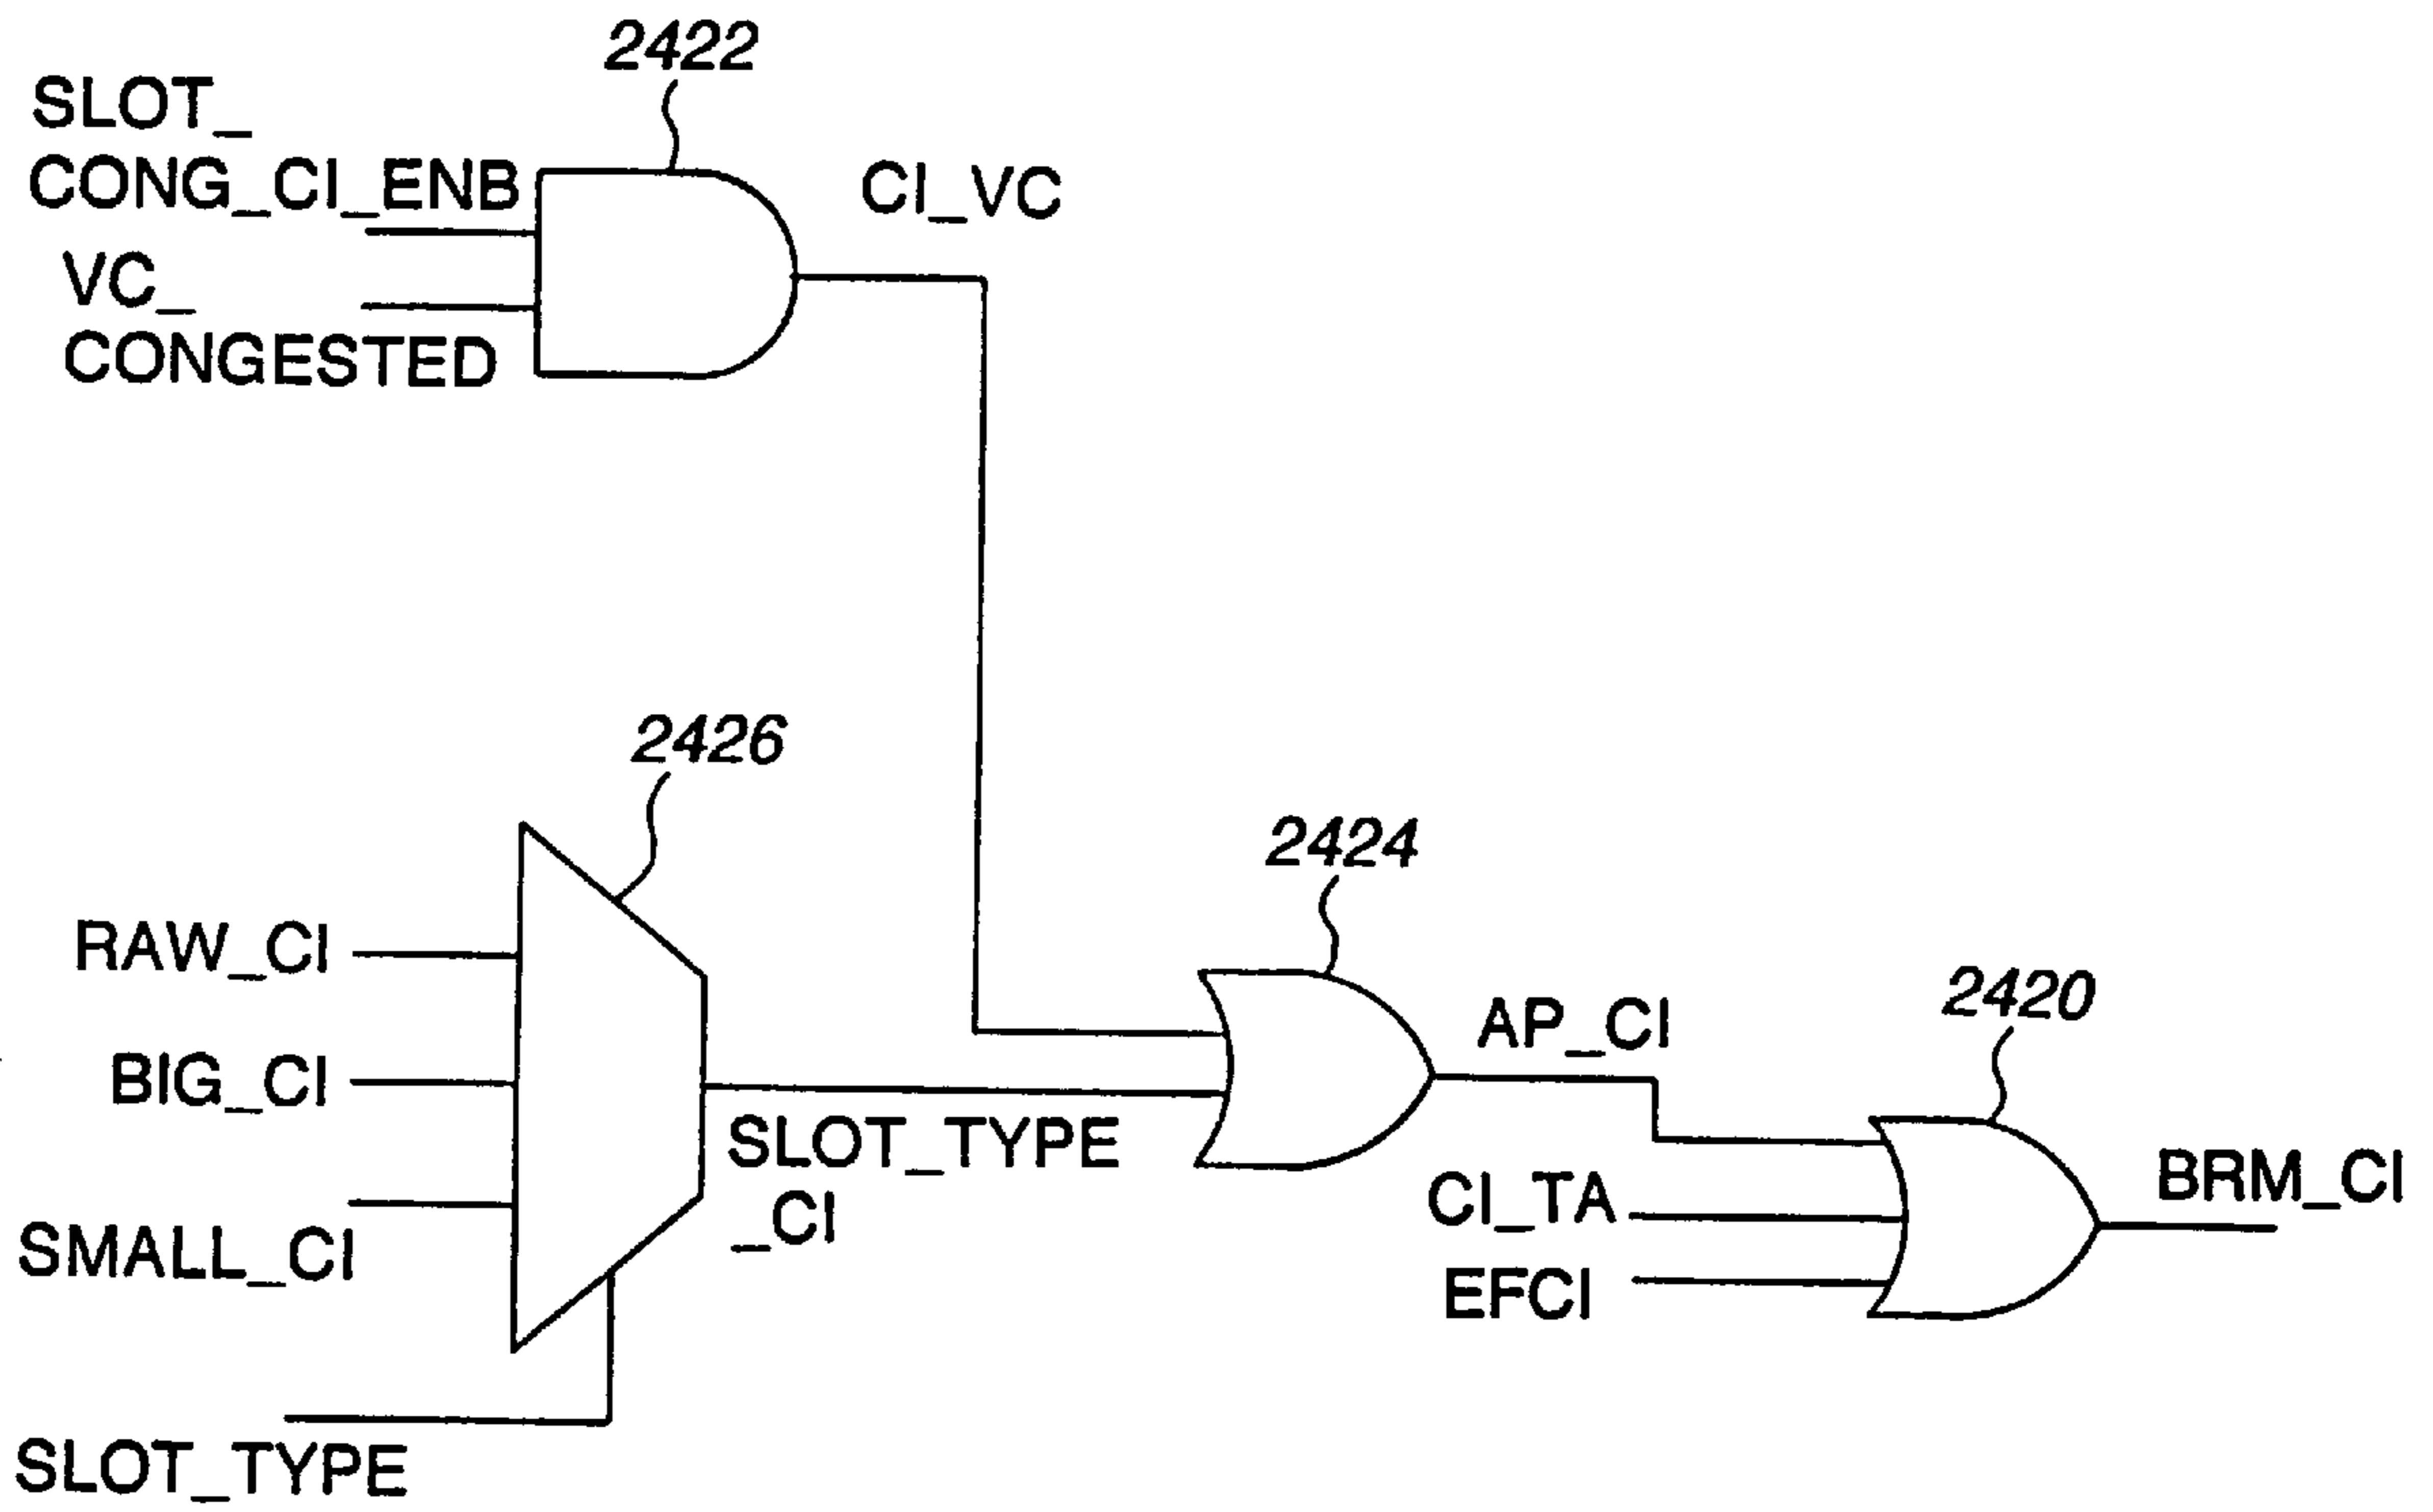 2422
SLOT_
CONG_CI_ENB
CI_VC
VC_
CONGESTED
2426
2424
RAW_CI
2420
AP_CI
BIG_CI
SLOT_TYPE
_CI
BRM_CI
CI_TA
SMALL_CI
EFCI
SLOT_TYPE